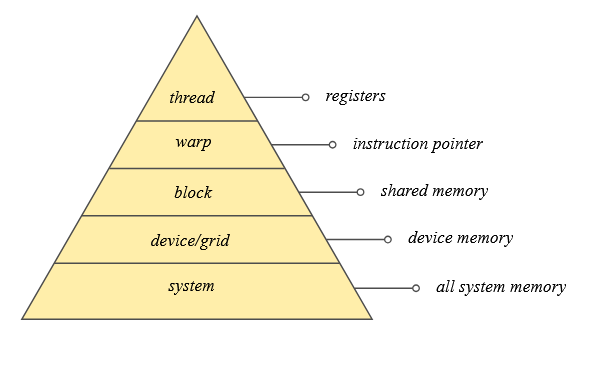 thread
registers
warp
instruction pointer
block
shared memory
device/grid
device memory
system
all system memory